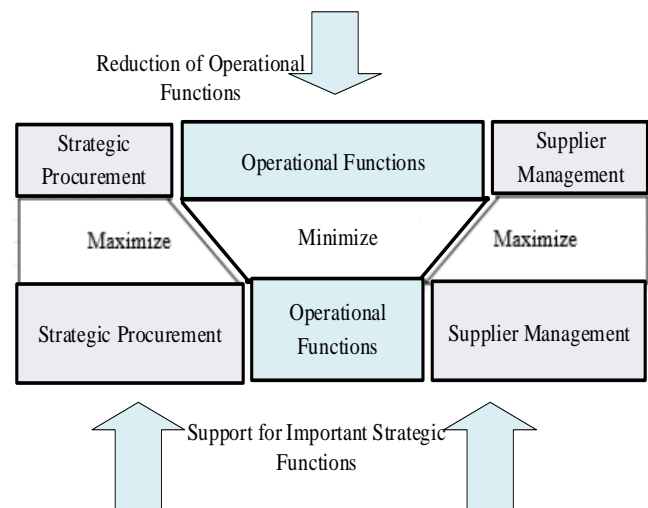 Reduction of Operational
Functions
Strategic
Procurement
Operational Functions
Supplier
Management
Maximize
Minimize
Maximize
Strategic Procurement
Operational
Functions
Supplier Management
Support for Important Strategic
Functions